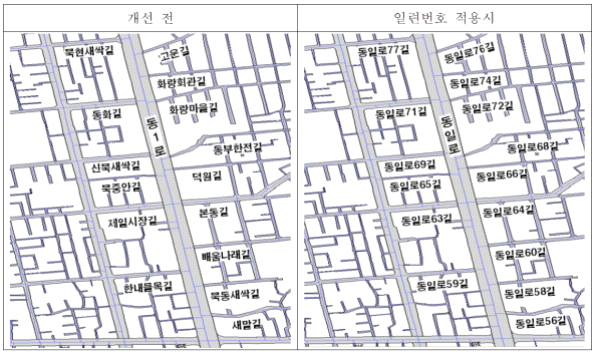 개선 전
일련번호 적용시
묵현새싹길
고운길
화랑회관길
화랑마을길
동화길
동1로
동부한전길
신묵새싹길
덕원길
묵중안길
본동길
제일시장길
배움나래길
한내들목길
묵동새싹길
새말길
동일로77길
동일로76길
동일로74길
동일로72길
동일로71길
동일로
동일로68길
동일로69길
동일로66길
동일로65길
동일로64길
동일로63길
동일로60길
동일로59길
동일로58길
동일로56길